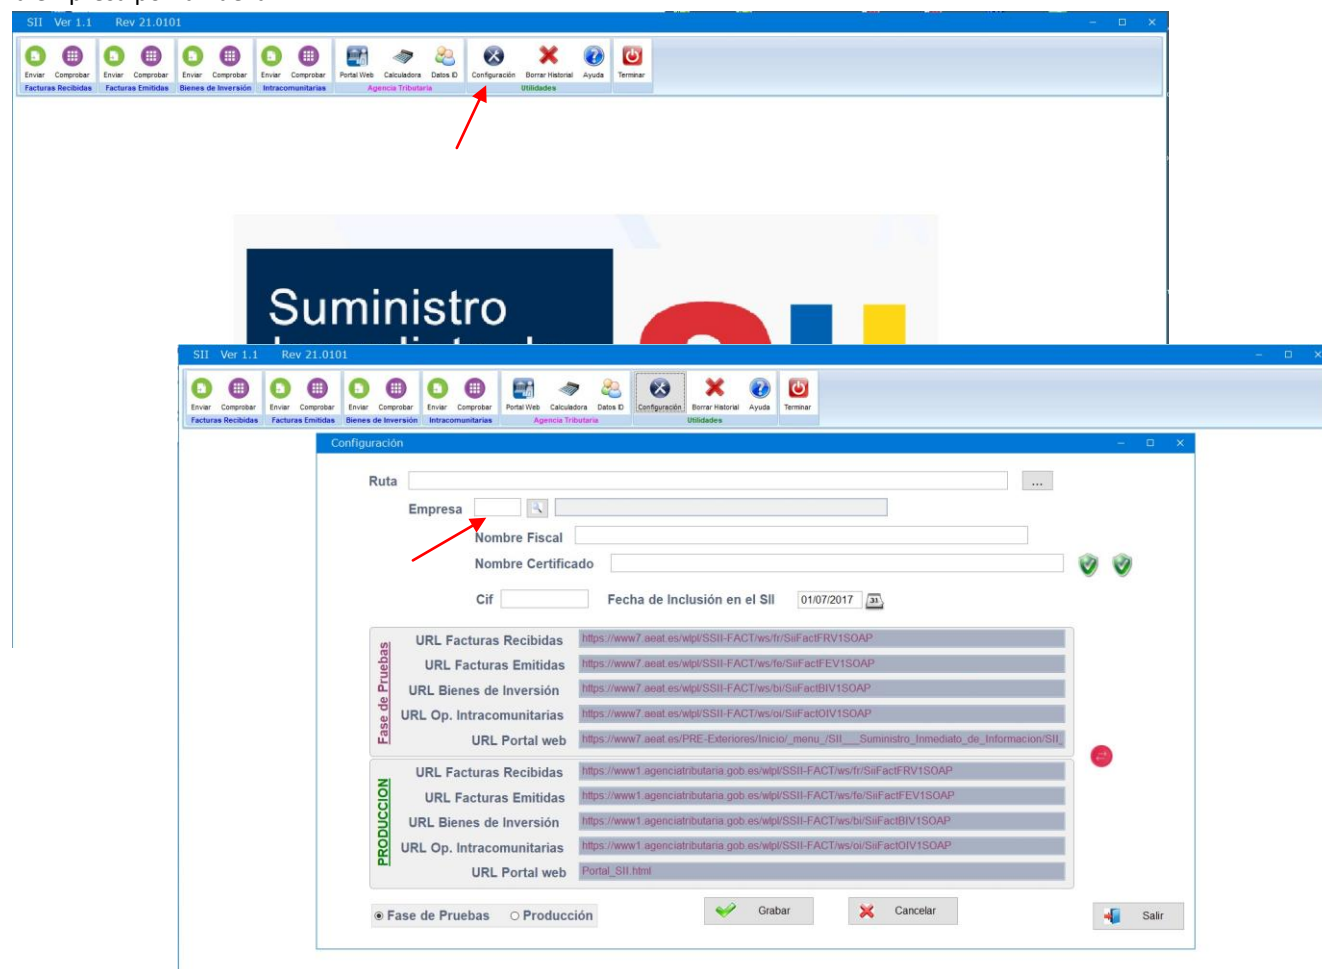 SII Ver 1.1 Rev 21.0101
Enviar Comprobar Enviar Comprobar Enviar Comprobar Enviar Comprobar Portal Web Calculadora Datos ID Configuración Borrar Historial Ayuda Terminar
Facturas Recibidas Facturas Emitidas Bienes de Inversión Intracomunitarias Agencia Tributaria Utilidades
Suministro
SII Ver 1.1 Rev 21.0101
Enviar Comprobar Enviar Comprobar Enviar Comprobar Enviar Comprobar Portal Web Calculadora Datos ID Configuración Borrar Historial Ayuda Terminar
Facturas Recibidas Facturas Emitidas Bienes de Inversión Intracomunitarias Agencia Tributaria Utilidades
Configuración
Ruta ...
Empresa
Nombre Fiscal
Nombre Certificado
Cif Fecha de Inclusión en el SII 01/07/2017 31
Fase de Pruebas
URL Facturas Recibidas https://www7.aeat.es/wlpl/SSII-FACT/ws/fr/SiiFactFRV1SOAP
URL Facturas Emitidas https://www7.aeat.es/wlpl/SSII-FACT/ws/fe/SiiFactFEV1SOAP
URL Bienes de Inversión https://www7.aeat.es/wlpl/SSII-FACT/ws/bi/SiiFactBIV1SOAP
URL Op. Intracomunitarias https://www7.aeat.es/wlpl/SSII-FACT/ws/oi/SiiFactOIV1SOAP
URL Portal web https://www7.aeat.es/PRE-Exteriores/Inicio/_menu_/SII___Suministro_Inmediato_de_Informacion/SII_
PRODUCCION
URL Facturas Recibidas https://www1.agenciatributaria.gob.es/wlpl/SSII-FACT/ws/fr/SiiFactFRV1SOAP
URL Facturas Emitidas https://www1.agenciatributaria.gob.es/wlpl/SSII-FACT/ws/fe/SiiFactFEV1SOAP
URL Bienes de Inversión https://www1.agenciatributaria.gob.es/wlpl/SSII-FACT/ws/bi/SiiFactBIV1SOAP
URL Op. Intracomunitarias https://www1.agenciatributaria.gob.es/wlpl/SSII-FACT/ws/oi/SiiFactOIV1SOAP
URL Portal web Portal_SII.html
Fase de Pruebas Producción Grabar Cancelar Salir